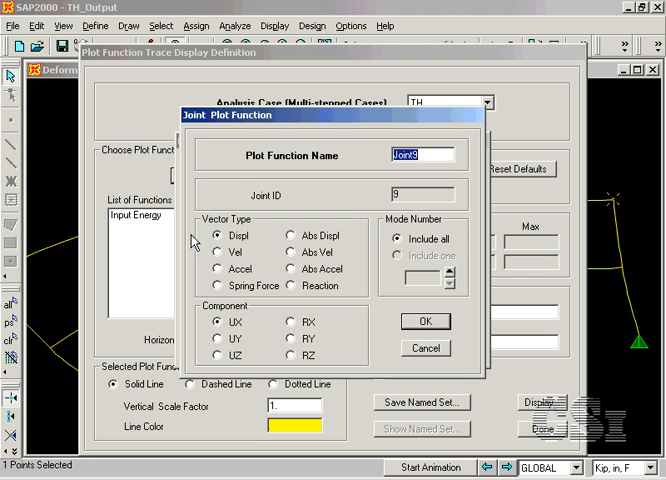 SAP2000 - TH_Output
File Edit View Define Draw Select Assign Analyze Display Design Options Help
Plot Function Trace Display Definition
Deform
Analysis Case (Multi-stepped Cases) TH
Joint Plot Function
Choose Plot Funct
Plot Function Name Joint9
Reset Defaults
Joint ID 9
List of Functions
Input Energy
Vector Type
Displ
Abs Displ
Vel
Abs Vel
Accel
Abs Accel
Spring Force
Reaction
Mode Number
Include all
Include one
Max
Component
UX
RX
UY
RY
UZ
RZ
OK
Cancel
Horizon
Selected Plot Func
Solid Line
Dashed Line
Dotted Line
Vertical Scale Factor 1.
Line Color
Save Named Set...
Show Named Set...
Display
Done
CSI
all
ps
clr
1 Points Selected
Start Animation
GLOBAL
Kip, in, F